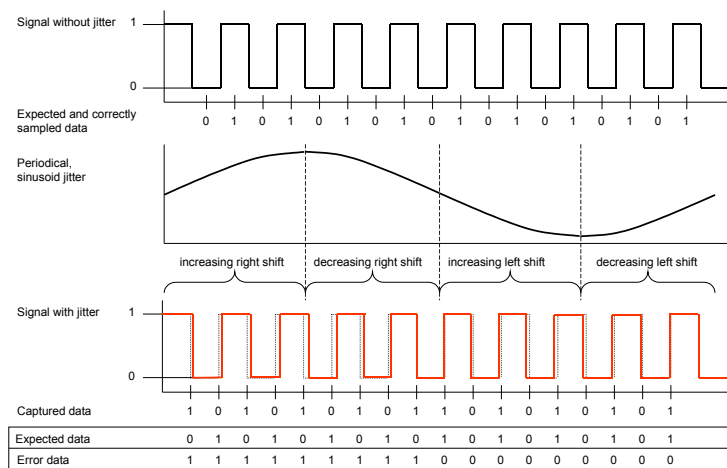 Signal without jitter
1
0
Expected and correctly
sampled data
0 1 0 1 0 1 0 1 0 1 0 1 0 1 0 1 0 1
Periodical,
sinusoid jitter
increasing right shift decreasing right shift increasing left shift decreasing left shift
Signal with jitter
1
0
Captured data 1 0 1 0 1 0 1 0 1 1 0 1 0 1 0 1 0 1
Expected data 0 1 0 1 0 1 0 1 0 1 0 1 0 1 0 1 0 1
Error data 1 1 1 1 1 1 1 1 1 0 0 0 0 0 0 0 0 0